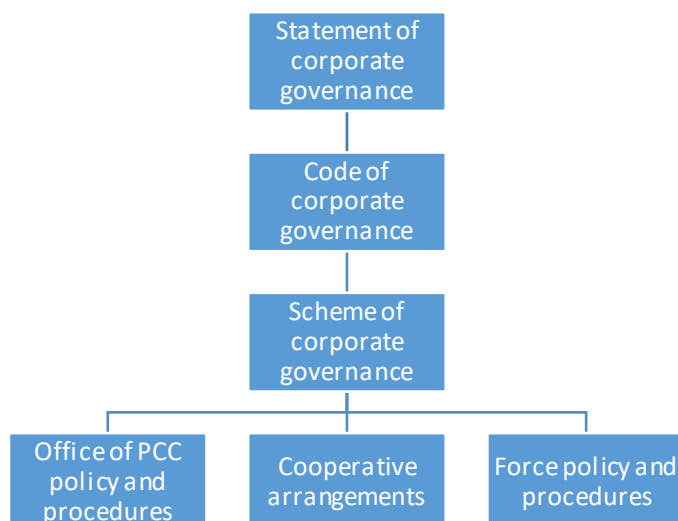 Statement of
corporate
governance
Code of
corporate
governance
Scheme of
corporate
governance
Office of PCC
policy and
procedures
Cooperative
arrangements
Force policy and
procedures